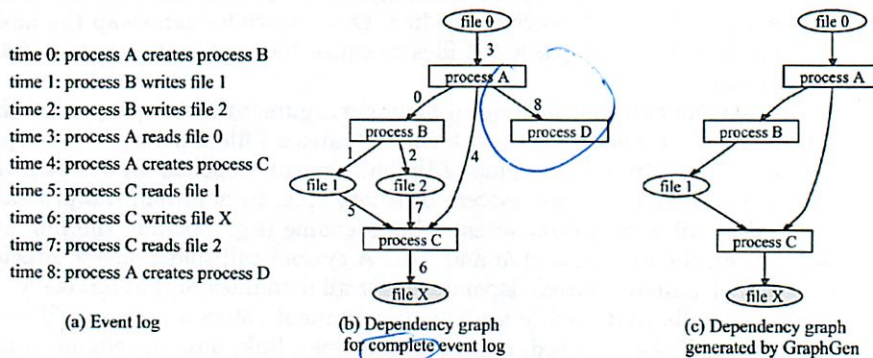 time 0: process A creates process B
time 1: process B writes file 1
time 2: process B writes file 2
time 3: process A reads file 0
time 4: process A creates process C
time 5: process C reads file 1
time 6: process C writes file X
time 7: process C reads file 2
time 8: process A creates process D
(a) Event log
file 0
process A
0
8
process B
process D
1
2
4
file 1
file 2
5
7
process C
6
file X
(b) Dependency graph
for complete event log
file 0
process A
process B
file 1
process C
file X
(c) Dependency graph
generated by GraphGen